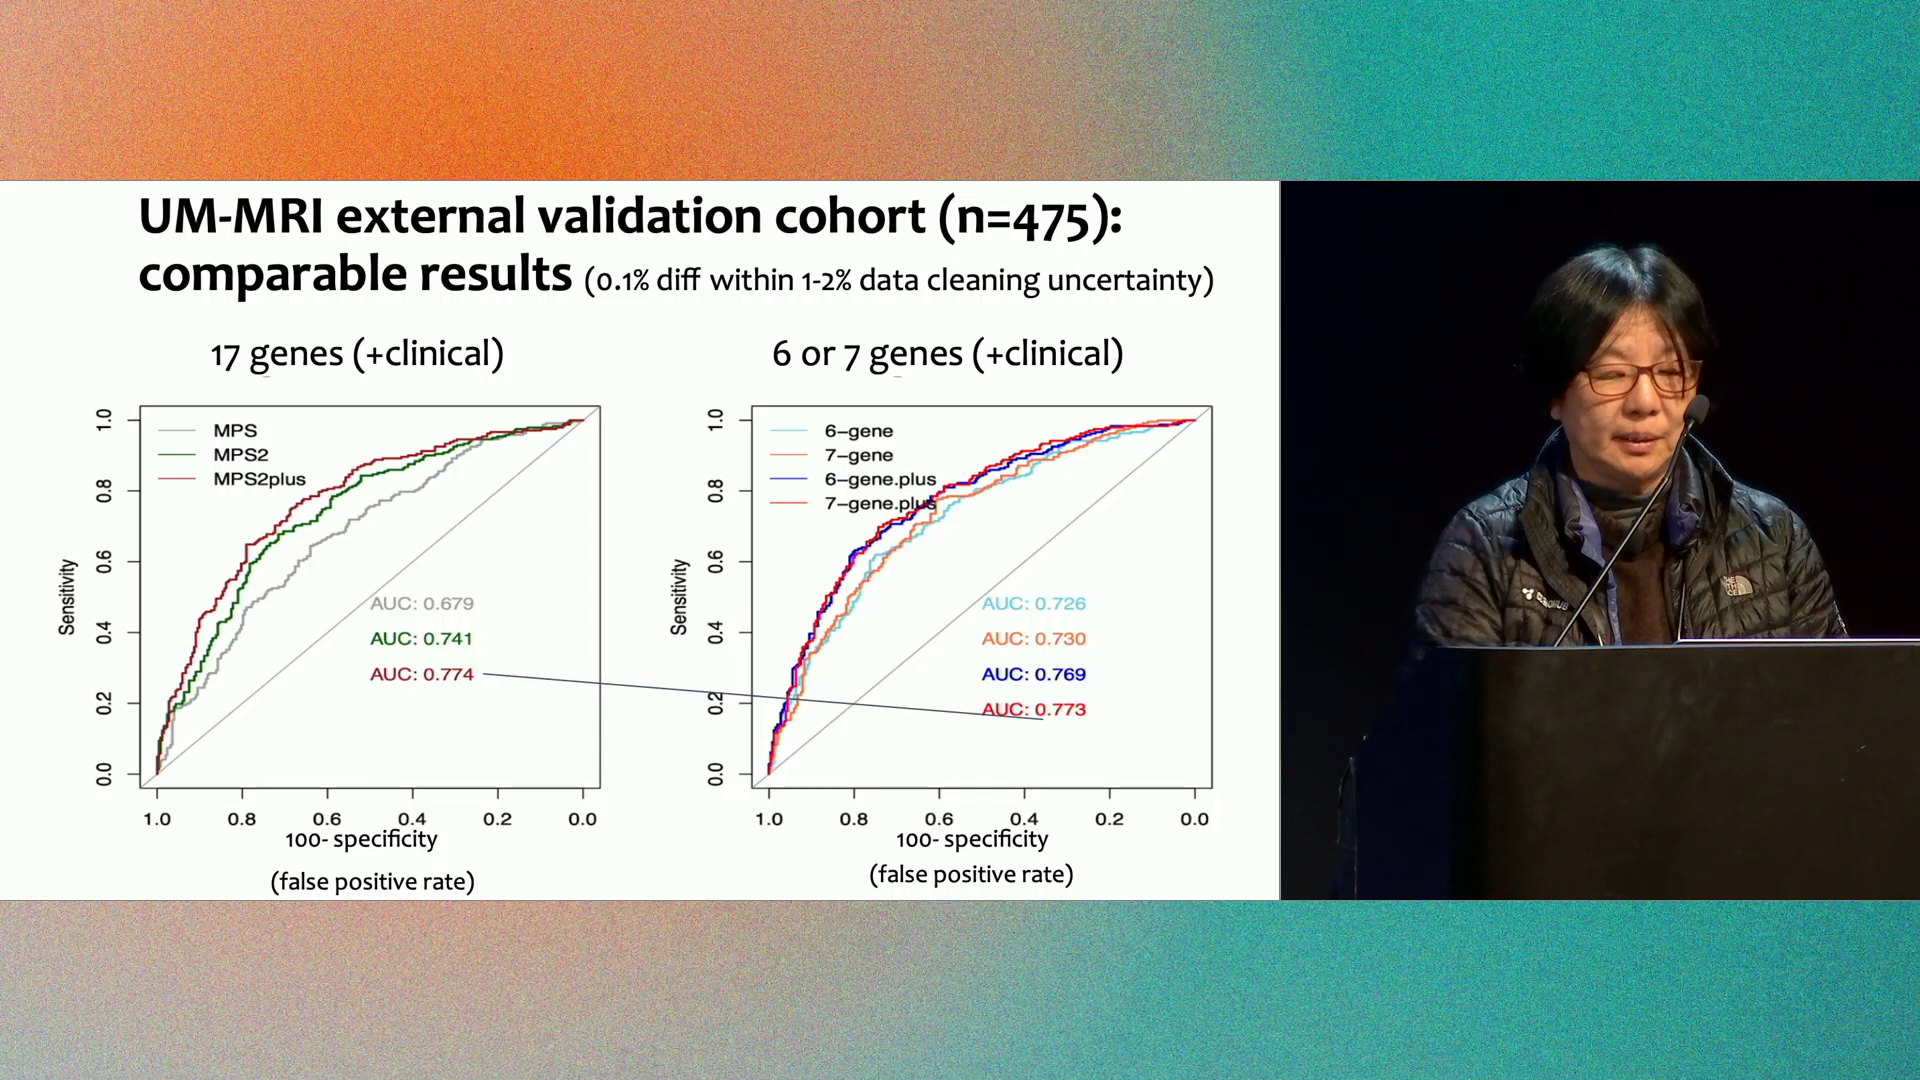 UM-MRI external validation cohort (n=475):
comparable results (0.1% diff within 1-2% data cleaning uncertainty)
17 genes (+clinical)
6 or 7 genes (+clinical)
MPS
MPS2
MPS2plus
AUC: 0.679
AUC: 0.741
AUC: 0.774
Sensitivity
0.0 0.2 0.4 0.6 0.8 1.0
1.0 0.8 0.6 0.4 0.2 0.0
100- specificity
(false positive rate)
6-gene
7-gene
6-gene.plus
7-gene.plus
AUC: 0.726
AUC: 0.730
AUC: 0.769
AUC: 0.773
Sensitivity
0.0 0.2 0.4 0.6 0.8 1.0
1.0 0.8 0.6 0.4 0.2 0.0
100- specificity
(false positive rate)
THE
NORTH
FACE